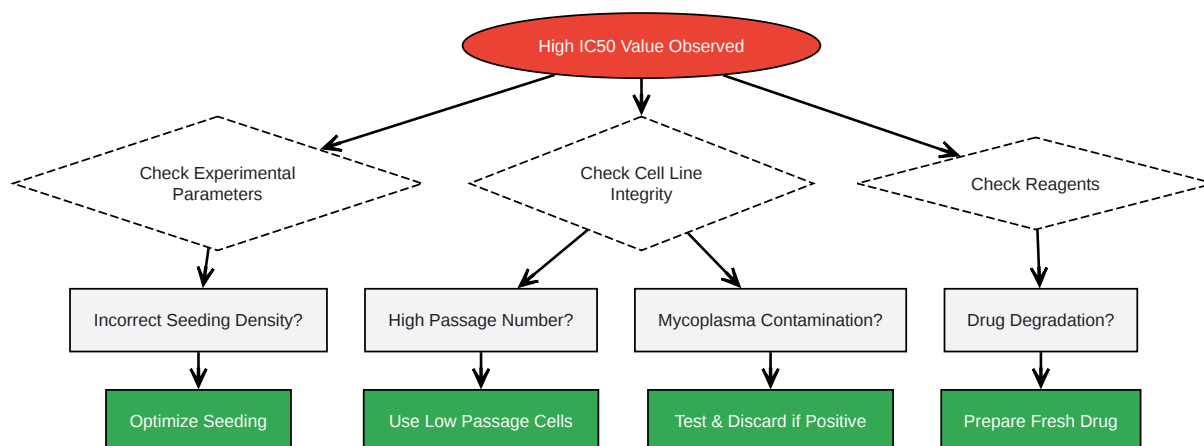 High IC50 Value Observed
Check Experimental
Parameters
Check Cell Line
Integrity
Check Reagents
Incorrect Seeding Density?
High Passage Number?
Mycoplasma Contamination?
Drug Degradation?
Optimize Seeding
Use Low Passage Cells
Test & Discard if Positive
Prepare Fresh Drug